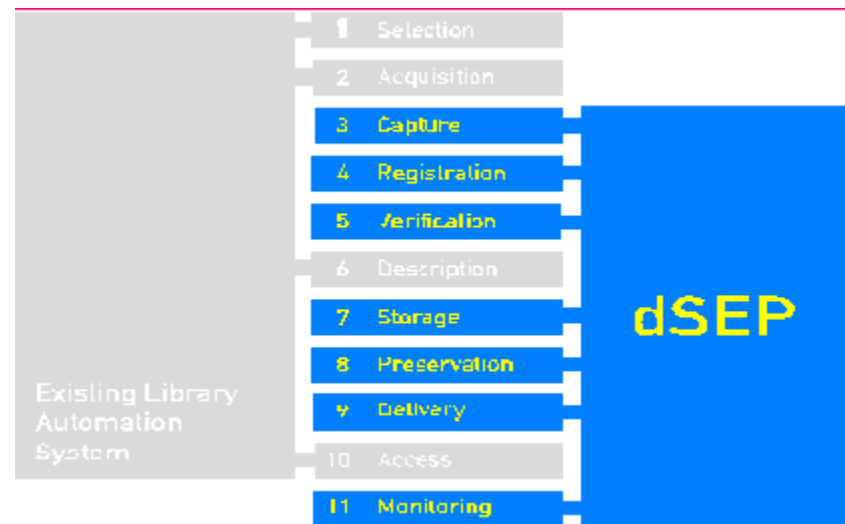 1 Selection
2 Acquisition
3 Capture
4 Registration
5 Verification
6 Description
7 Storage
8 Preservation
9 Delivery
10 Access
11 Monitoring
Existing Library
Automation
System
dSEP